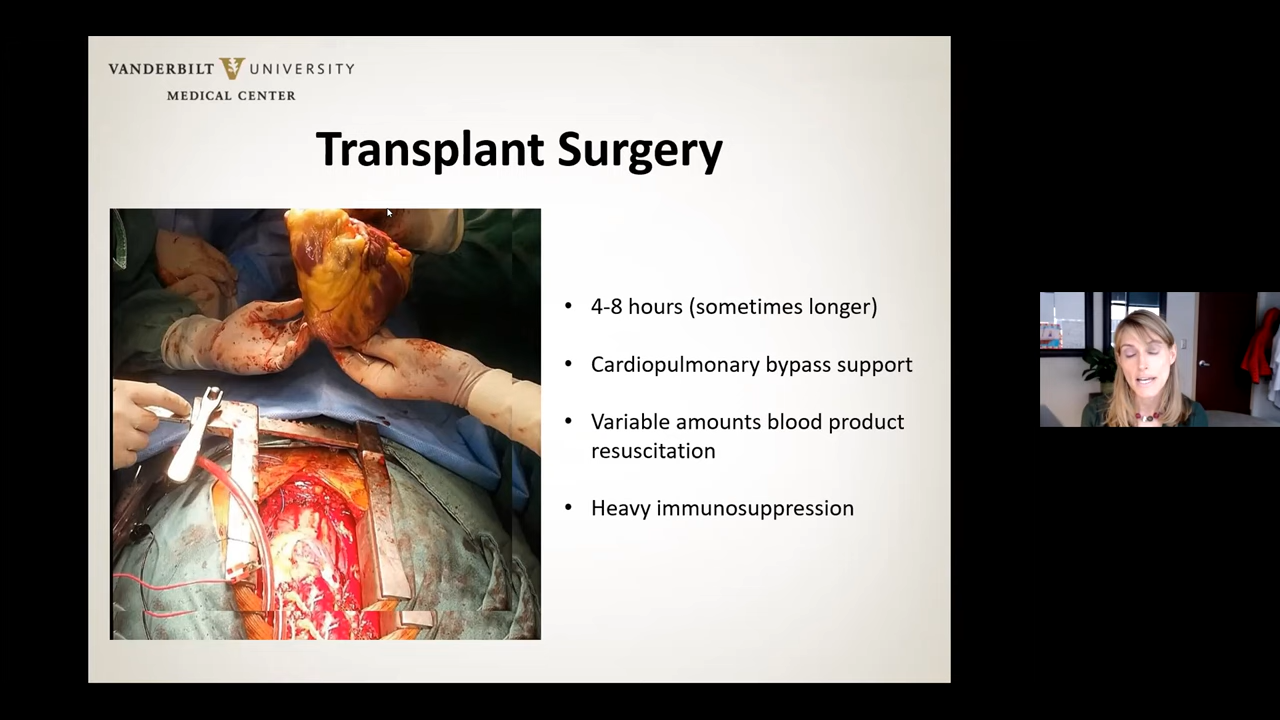 VANDERBILT UNIVERSITY
MEDICAL CENTER
Transplant Surgery
• 4-8 hours (sometimes longer)
• Cardiopulmonary bypass support
• Variable amounts blood product
resuscitation
• Heavy immunosuppression